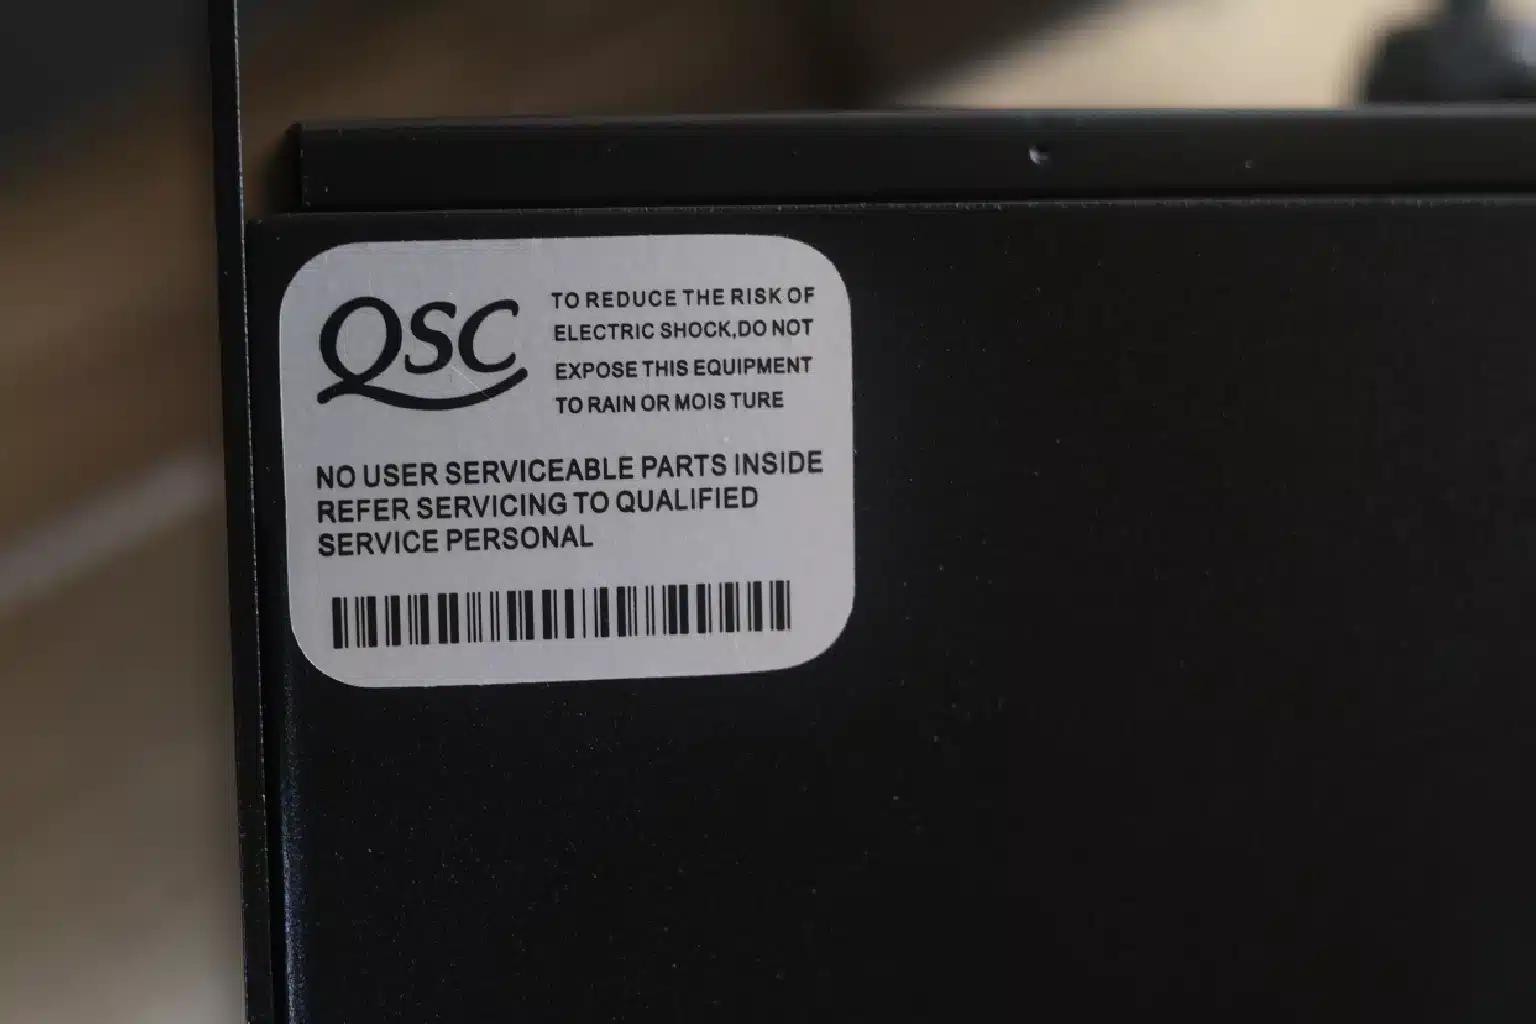 QSC
TO REDUCE THE RISK OF
ELECTRIC SHOCK,DO NOT
EXPOSE THIS EQUIPMENT
TO RAIN OR MOIS TURE
NO USER SERVICEABLE PARTS INSIDE
REFER SERVICING TO QUALIFIED
SERVICE PERSONAL